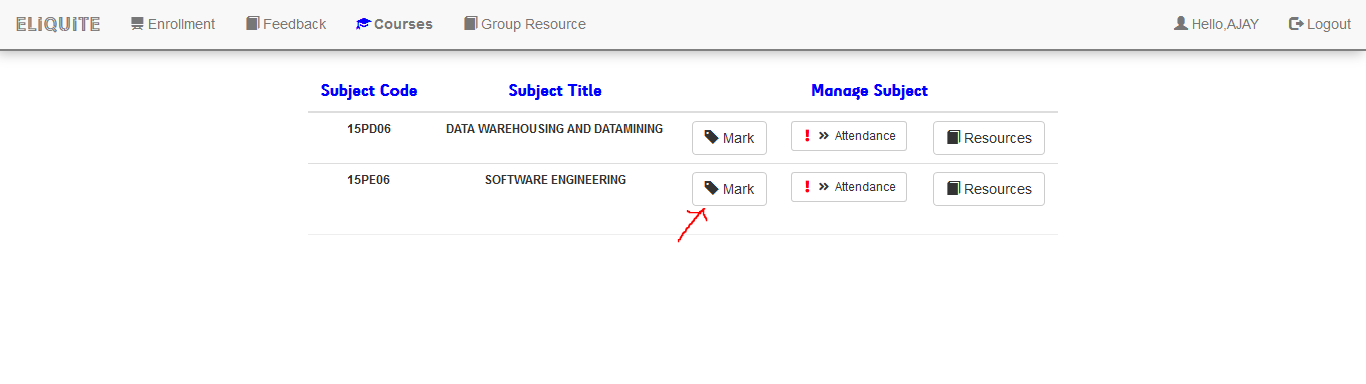 ELiQUiTE Enrollment Feedback Courses Group Resource Hello,AJAY Logout
Subject Code Subject Title Manage Subject
15PD06 DATA WAREHOUSING AND DATAMINING Mark ! » Attendance Resources
15PE06 SOFTWARE ENGINEERING Mark ! » Attendance Resources